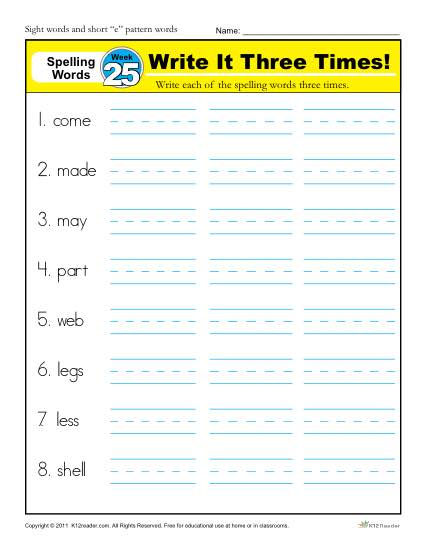 Sight words and short "e" pattern words
Name:
Spelling Words
Week 25
Write It Three Times!
Write each of the spelling words three times.
1. come
2. made
3. may
4. part
5. web
6. legs
7. less
8. shell
Copyright © 2011 K12reader.com. All Rights Reserved. Free for educational use at home or in classrooms.
K12Reader